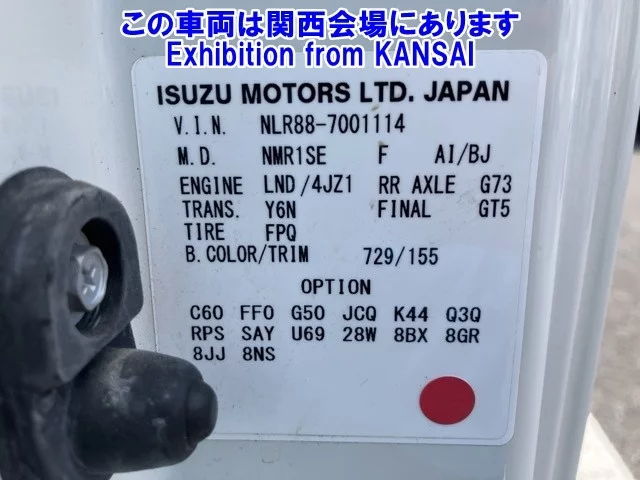 この車両は関西会場にあります
Exhibition from KANSAI
ISUZU MOTORS LTD. JAPAN
V.I.N. NLR88-7001114
M.D. NMR1SE F AI/BJ
ENGINE LND/4JZ1 RR AXLE G73
TRANS. Y6N FINAL GT5
TIRE FPQ
B.COLOR/TRIM 729/155
OPTION
C60 FF0 G50 JCQ K44 Q3Q
RPS SAY U69 28W 8BX 8GR
8JJ 8NS